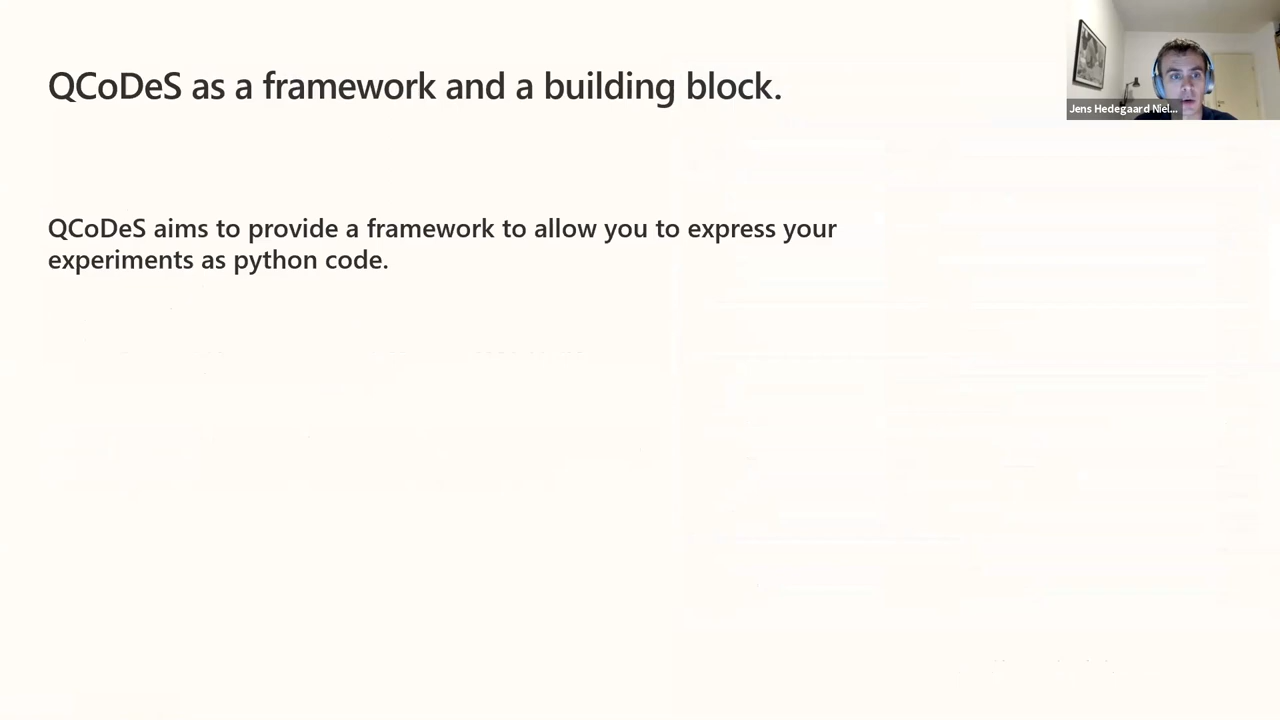 QCoDeS as a framework and a building block.
Jens Hedegaard Niel...
QCoDeS aims to provide a framework to allow you to express your
experiments as python code.